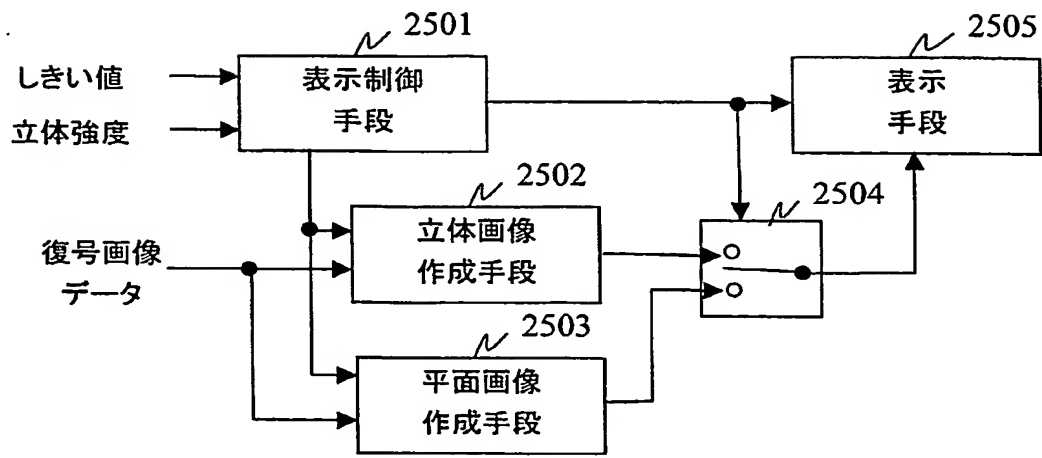 2501
2505
しきい値
立体強度
表示制御
手段
表示
手段
2502
2504
復号画像
データ
立体画像
作成手段
2503
平面画像
作成手段